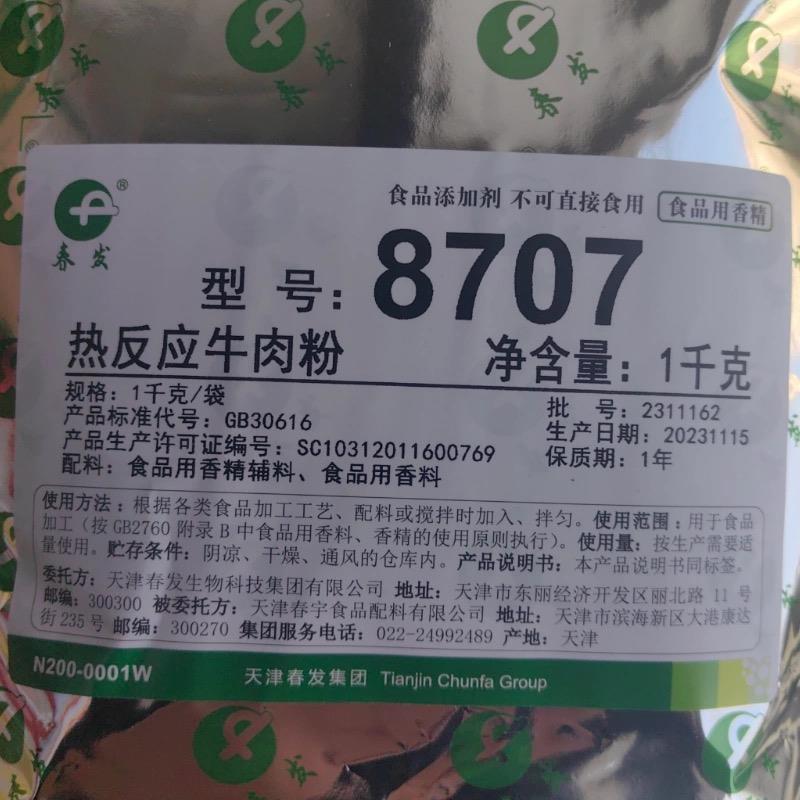 春发
春发
春发
食品添加剂 不可直接食用 食品用香精
春发
®
型 号: 8707
热反应牛肉粉 净含量: 1千克
规格: 1千克/袋 批 号: 2311162
产品标准代号: GB30616 生产日期: 20231115
产品生产许可证编号: SC10312011600769 保质期: 1年
配料: 食品用香精辅料、食品用香料
使用方法: 根据各类食品加工工艺、配料或搅拌时加入、拌匀。使用范围: 用于食品
加工(按GB2760 附录 B 中食品用香料、香精的使用原则执行)。使用量: 按生产需要适
量使用。贮存条件: 阴凉、干燥、通风的仓库内。产品说明书: 本产品说明书同标签。
委托方: 天津春发生物科技集团有限公司 地址: 天津市东丽经济开发区丽北路 11 号
邮编: 300300 被委托方: 天津春宇食品配料有限公司 地址: 天津市滨海新区大港康达
街 235号 邮编: 300270 集团服务电话: 022-24992489 产地: 天津
N200-0001W 天津春发集团 Tianjin Chunfa Group
春发
春发